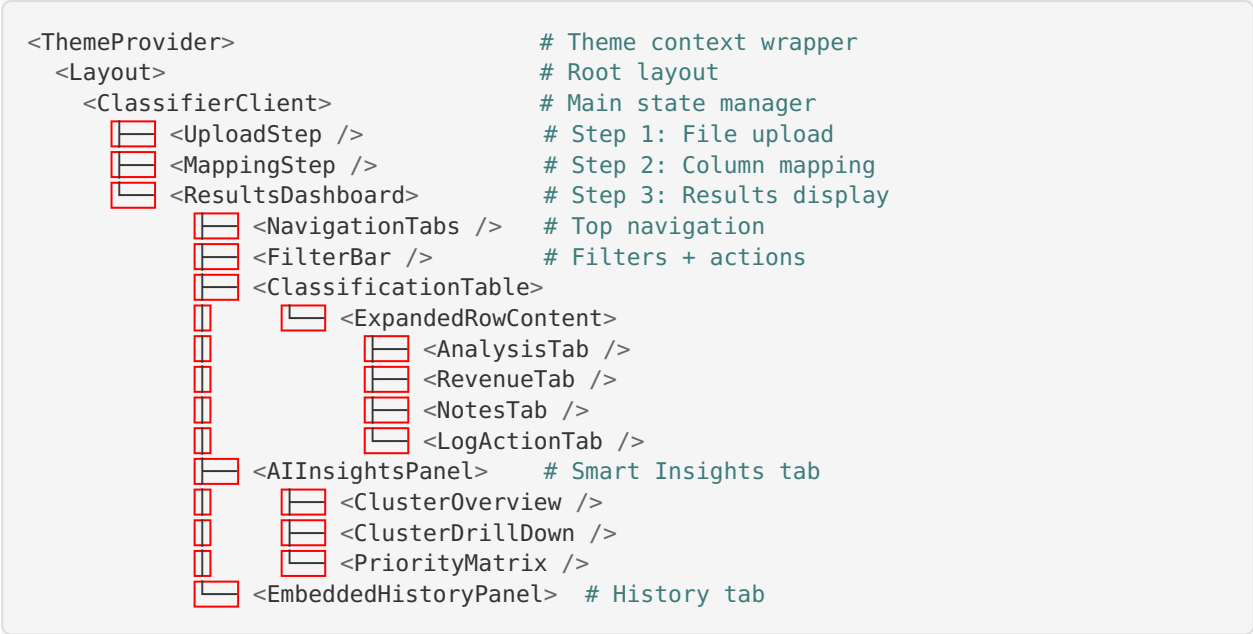 <ThemeProvider>                      # Theme context wrapper
  <Layout>                           # Root layout
    <ClassifierClient>               # Main state manager
      ├── <UploadStep />             # Step 1: File upload
      ├── <MappingStep />            # Step 2: Column mapping
      └── <ResultsDashboard>         # Step 3: Results display
            ├── <NavigationTabs />   # Top navigation
            ├── <FilterBar />        # Filters + actions
            ├── <ClassificationTable>
            │     └── <ExpandedRowContent>
            │           ├── <AnalysisTab />
            │           ├── <RevenueTab />
            │           ├── <NotesTab />
            │           └── <LogActionTab />
            ├── <AIInsightsPanel>    # Smart Insights tab
            │     ├── <ClusterOverview />
            │     ├── <ClusterDrillDown />
            │     └── <PriorityMatrix />
            └── <EmbeddedHistoryPanel>  # History tab